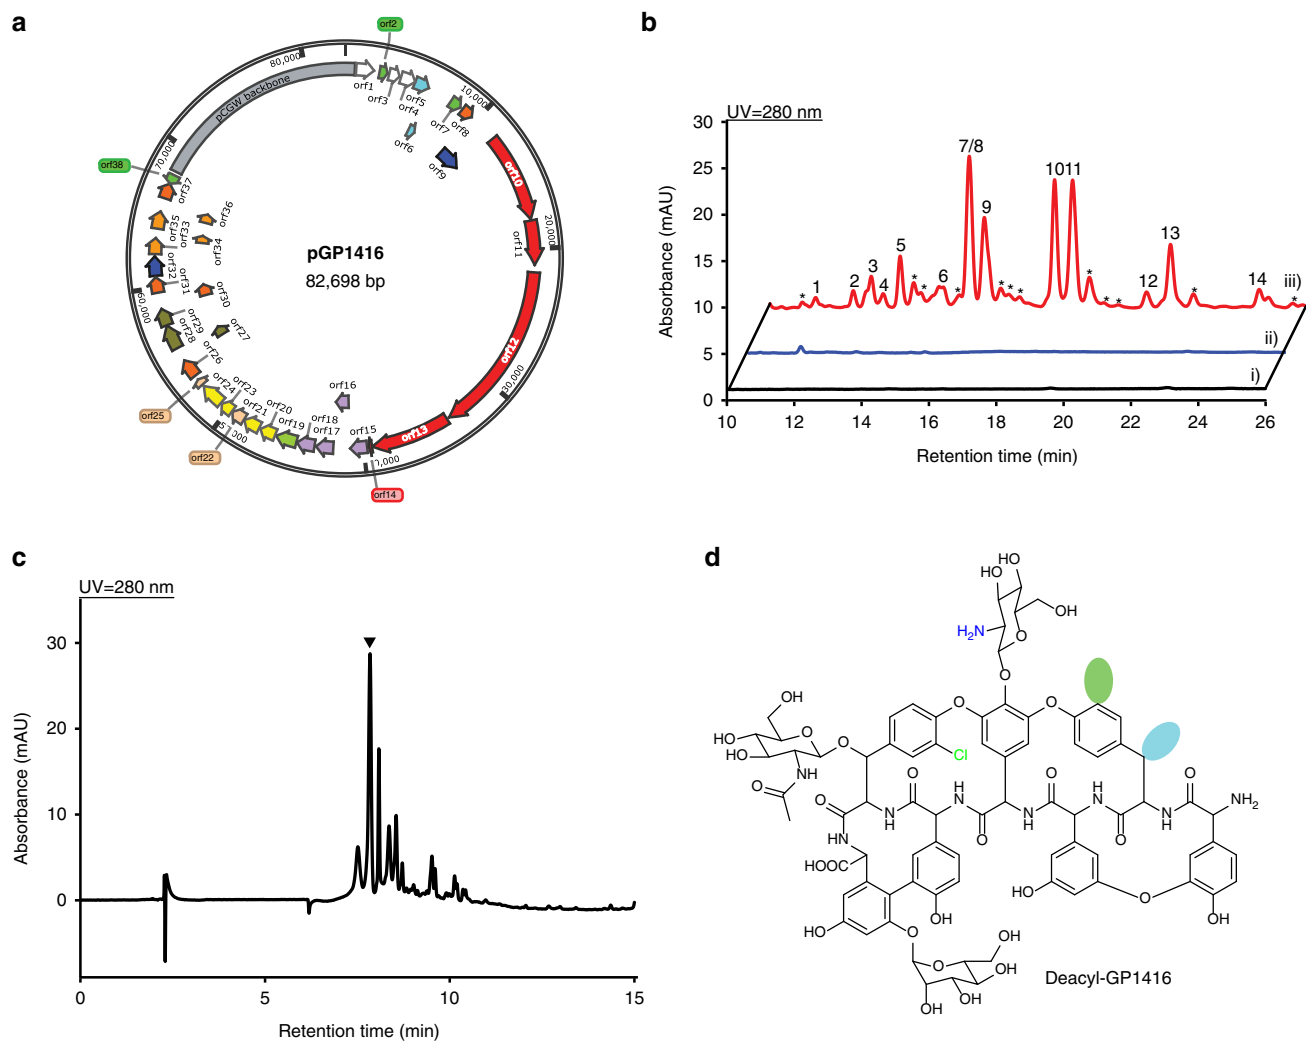 a
orf2
80,000
pCGW backbone
orf1
orf3
orf4
orf5
10,000
orf7
orf8
orf6
orf9
orf10
20,000
orf11
orf12
30,000
orf13
orf14
orf15
orf16
orf17
orf18
orf19
orf20
orf21
orf22
orf23
orf24
orf25
orf26
orf27
orf28
orf29
60,000
orf30
orf31
orf32
orf33
orf34
orf35
orf36
orf37
orf38
70,000
pGP1416
82,698 bp
b
UV=280 nm
Absorbance (mAU)
30
25
20
15
10
5
0
10 12 14 16 18 20 22 24 26
Retention time (min)
* 1 2 3 4 5 * * 6 * 7/8 9 * * * 10 11 * * * 12 13 * 14 *
iii)
ii)
i)
c
UV=280 nm
Absorbance (mAU)
30
20
10
0
0 5 10 15
Retention time (min)
d
HO
HO
OH
H2N
O
O
OH
O
O
HO
O
O
HO
Cl
NH
O
O
N
H
O
H
N
O
N
H
O
H
N
O
N
H
O
NH2
HN
HOOC
HO
OH
O
HO
O
OH
O
OH
OH
OH
OH
Deacyl-GP1416